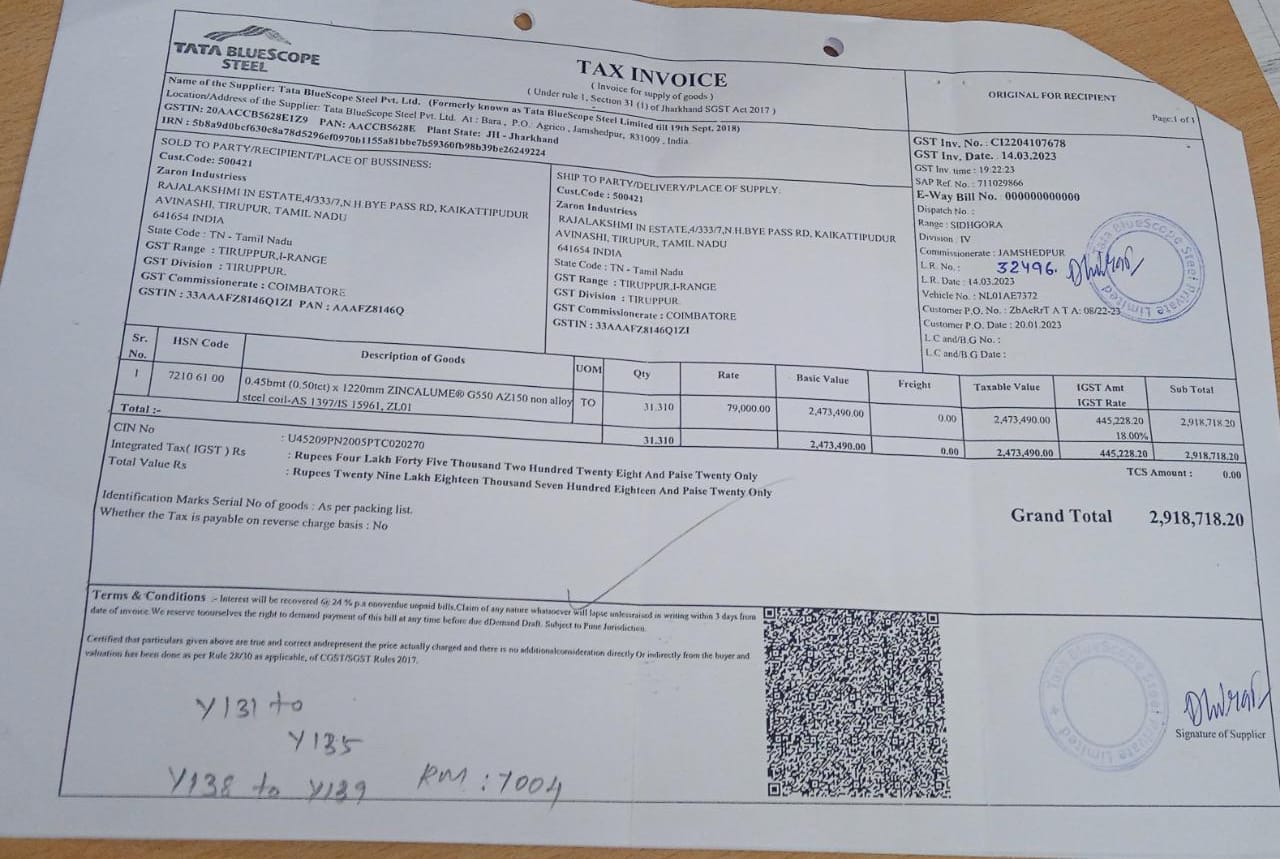 TATA BLUESCOPE
STEEL
TAX INVOICE
( Invoice for supply of goods )
( Under rule 1, Section 31 (1) of Jharkhand SGST Act 2017 )
ORIGINAL FOR RECIPIENT
Page:1 of 1
Name of the Supplier: Tata BlueScope Steel Pvt. Ltd. (Formerly known as Tata BlueScope Steel Limited till 19th Sept. 2018)
Location/Address of the Supplier: Tata BlueScope Steel Pvt. Ltd. At : Bara, P.O. Agrico, Jamshedpur, 831009, India
GSTIN: 20AACCB5628E1Z9 PAN: AACCB5628E Plant State: JH - Jharkhand
IRN : 5b8a9d0bcf630c8a78d5296ef0970b1155a81bbe7b59360fb98b39be26249224
SOLD TO PARTY/RECIPIENT/PLACE OF BUSSINESS:
Cust.Code: 500421
Zaron Industriess
RAJALAKSHMI IN ESTATE,4/333/7,N.H.BYE PASS RD, KAIKATTIPUDUR
AVINASHI, TIRUPUR, TAMIL NADU
641654 INDIA
State Code : TN - Tamil Nadu
GST Range : TIRUPPUR,I-RANGE
GST Division : TIRUPPUR.
GST Commissionerate : COIMBATORE
GSTIN : 33AAAFZ8146Q1ZI PAN : AAAFZ8146Q
SHIP TO PARTY/DELIVERY/PLACE OF SUPPLY:
Cust.Code : 500421
Zaron Industriess
RAJALAKSHMI IN ESTATE,4/333/7,N.H.BYE PASS RD, KAIKATTIPUDUR
AVINASHI, TIRUPUR, TAMIL NADU
641654 INDIA
State Code : TN - Tamil Nadu
GST Range : TIRUPPUR,I-RANGE
GST Division : TIRUPPUR.
GST Commissionerate : COIMBATORE
GSTIN : 33AAAFZ8146Q1ZI
GST Inv. No. : C12204107678
GST Inv. Date. : 14.03.2023
GST Inv. time : 19:22:23
SAP Ref. No. : 711029866
E-Way Bill No. : 000000000000
Dispatch No. :
Range : SIDHGORA
Division : IV
Commissionerate : JAMSHEDPUR
L.R. No. : 32496.
L.R. Date : 14.03.2023
Vehicle No. : NL01AE7372
Customer P.O. No. : ZbAcRrT A T A: 08/22-23
Customer P.O. Date : 20.01.2023
L.C and/B.G No. :
L.C and/B.G Date :
Tata BlueScope Steel Private Limited
Sr. No. HSN Code Description of Goods UOM Qty Rate Basic Value Freight Taxable Value IGST Amt IGST Rate Sub Total
1 7210 61 00 0.45bmt (0.50tct) x 1220mm ZINCALUME® G550 AZ150 non alloy TO 31.310 79,000.00 2,473,490.00 0.00 2,473,490.00 445,228.20 2,918,718.20
steel coil-AS 1397/IS 15961, ZL01 18.00%
Total :- 31.310 2,473,490.00 0.00 2,473,490.00 445,228.20 2,918,718.20
CIN No : U45209PN2005PTC020270
Integrated Tax( IGST ) Rs : Rupees Four Lakh Forty Five Thousand Two Hundred Twenty Eight And Paise Twenty Only
Total Value Rs : Rupees Twenty Nine Lakh Eighteen Thousand Seven Hundred Eighteen And Paise Twenty Only
TCS Amount : 0.00
Identification Marks Serial No of goods : As per packing list.
Whether the Tax is payable on reverse charge basis : No
Grand Total 2,918,718.20
Terms & Conditions :- Interest will be recovered @ 24 % p.a onoverdue unpaid bills.Claim of any nature whatsoever will lapse unlessraised in writing within 3 days from
date of invoice.We reserve toourselves the right to demand payment of this bill at any time before due dDemand Draft. Subject to Pune Jurisdiction.
Certified that particulars given above are true and correct andrepresent the price actually charged and there is no additionalconsideration directly Or indirectly from the buyer and
valuation has been done as per Rule 28/30 as applicable, of CGST/SGST Rules 2017.
Y131 to
Y135
Y138 to Y139 RM : 7004
Tata BlueScope Steel Private Limited
Signature of Supplier